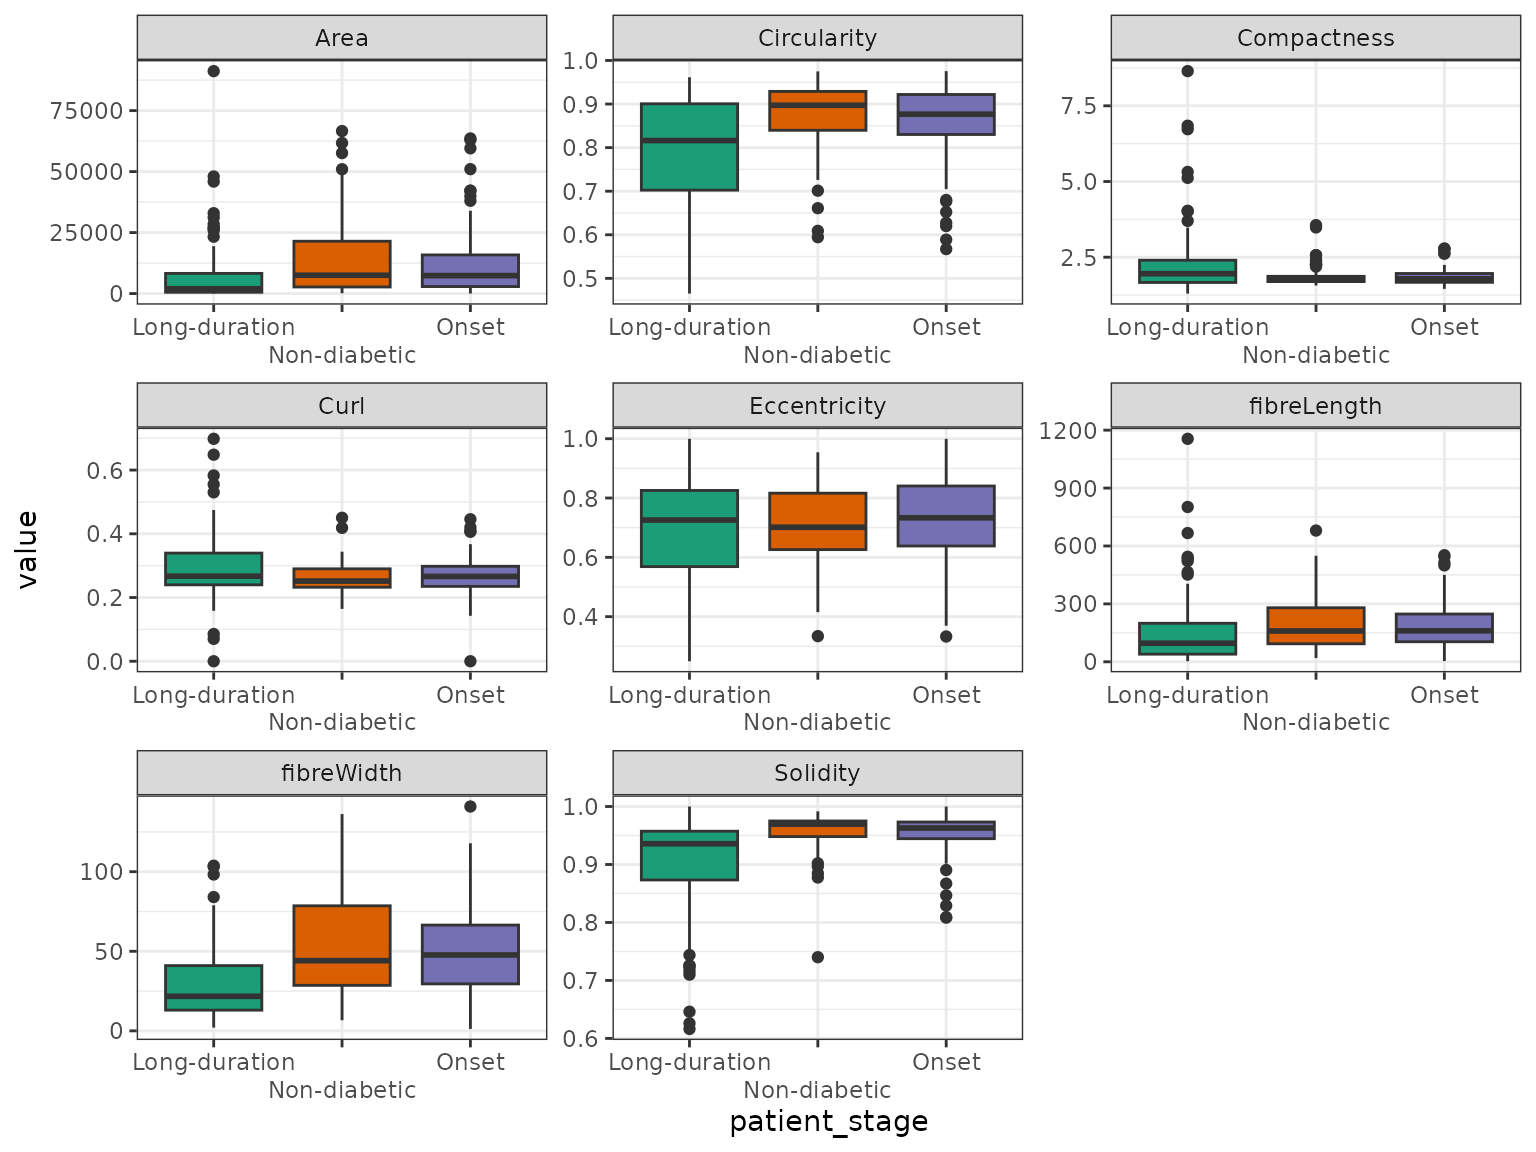 Area
Circularity
Compactness
75000
50000
25000
0
1.0
0.9
0.8
0.7
0.6
0.5
7.5
5.0
2.5
Long-duration
Non-diabetic
Onset
Long-duration
Non-diabetic
Onset
Long-duration
Non-diabetic
Onset
value
Curl
Eccentricity
fibreLength
0.6
0.4
0.2
0.0
1.0
0.8
0.6
0.4
1200
900
600
300
0
Long-duration
Non-diabetic
Onset
Long-duration
Non-diabetic
Onset
Long-duration
Non-diabetic
Onset
fibreWidth
Solidity
100
50
0
1.0
0.9
0.8
0.7
0.6
Long-duration
Non-diabetic
Onset
Long-duration
Non-diabetic
Onset
patient_stage